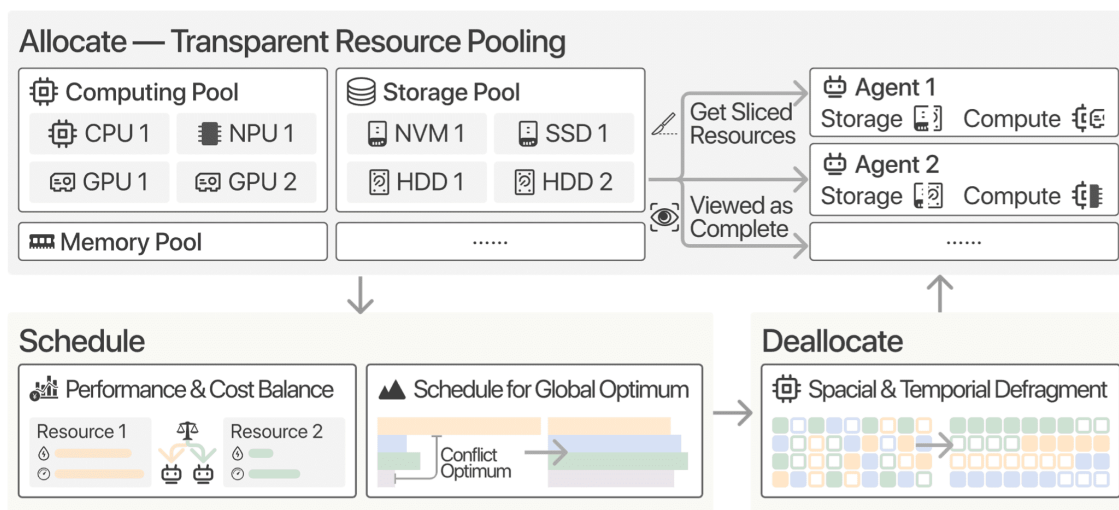 Allocate — Transparent Resource Pooling
Computing Pool
CPU 1
NPU 1
GPU 1
GPU 2
Memory Pool
Storage Pool
NVM 1
SSD 1
HDD 1
HDD 2
......
Get Sliced
Resources
Viewed as
Complete
Agent 1
Storage
Compute
Agent 2
Storage
Compute
......
Schedule
Performance & Cost Balance
Resource 1
Resource 2
Schedule for Global Optimum
Conflict
Optimum
Deallocate
Spacial & Temporal Defragment